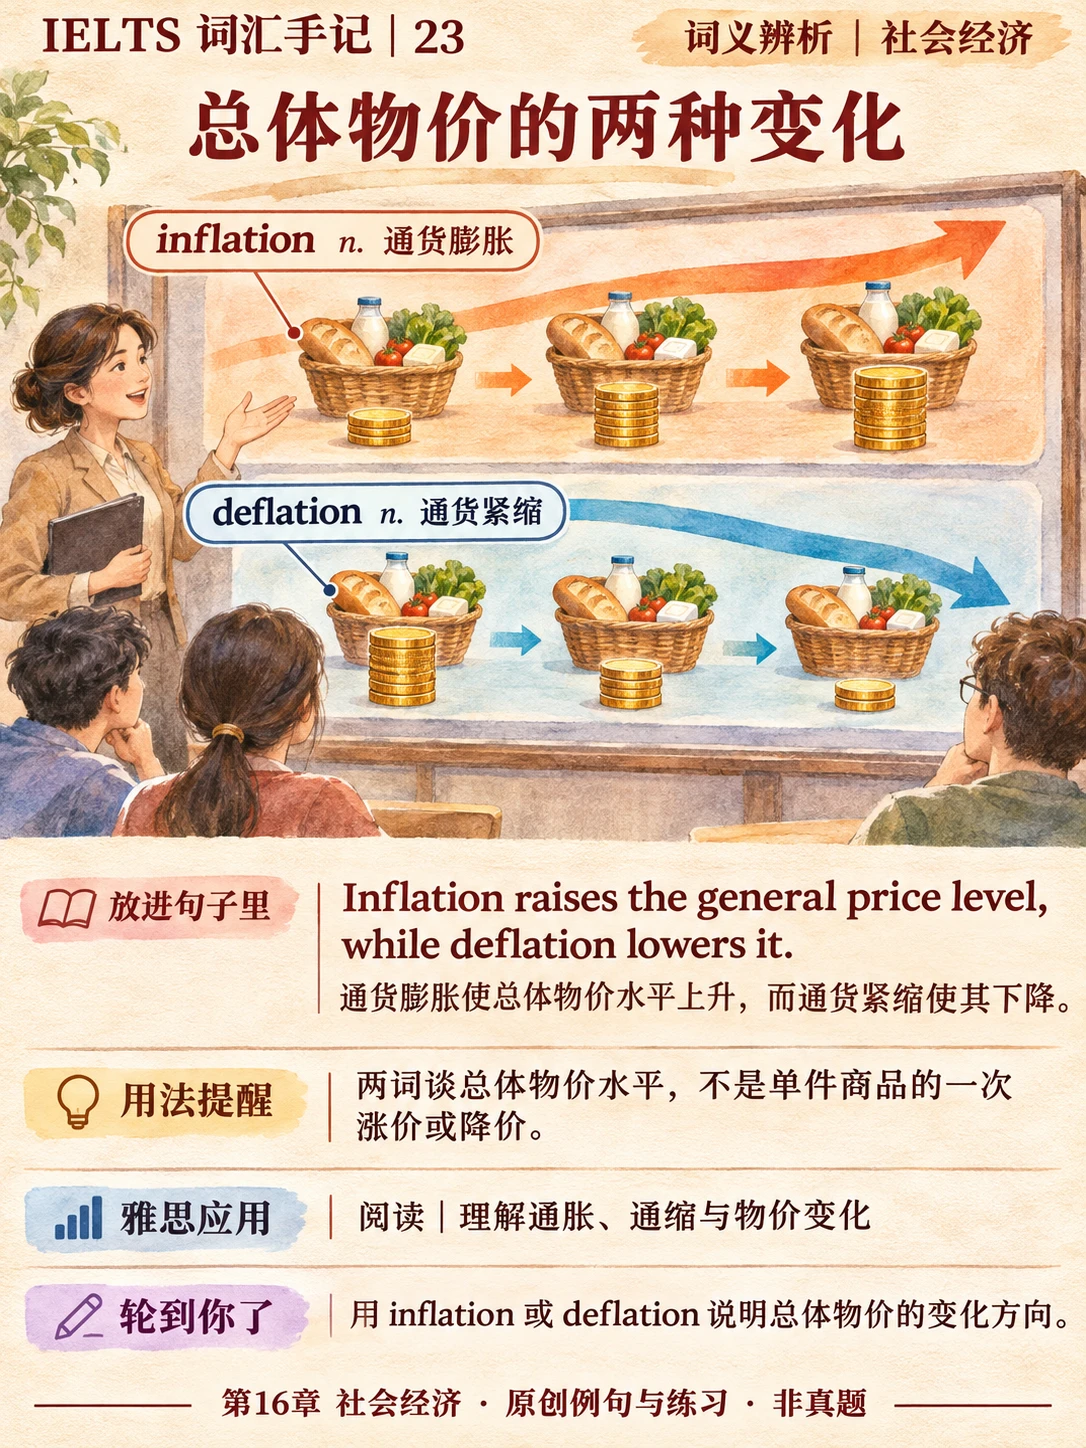 IELTS 词汇手记 | 23
词义辨析 | 社会经济
总体物价的两种变化
inflation n. 通货膨胀
deflation n. 通货紧缩
放进句子里
Inflation raises the general price level,
while deflation lowers it.
通货膨胀使总体物价水平上升，而通货紧缩使其下降。
用法提醒
两词谈总体物价水平，不是单件商品的一次
涨价或降价。
雅思应用
阅读 | 理解通胀、通缩与物价变化
轮到你了
用 inflation 或 deflation 说明总体物价的变化方向。
第16章 社会经济 · 原创例句与练习 · 非真题